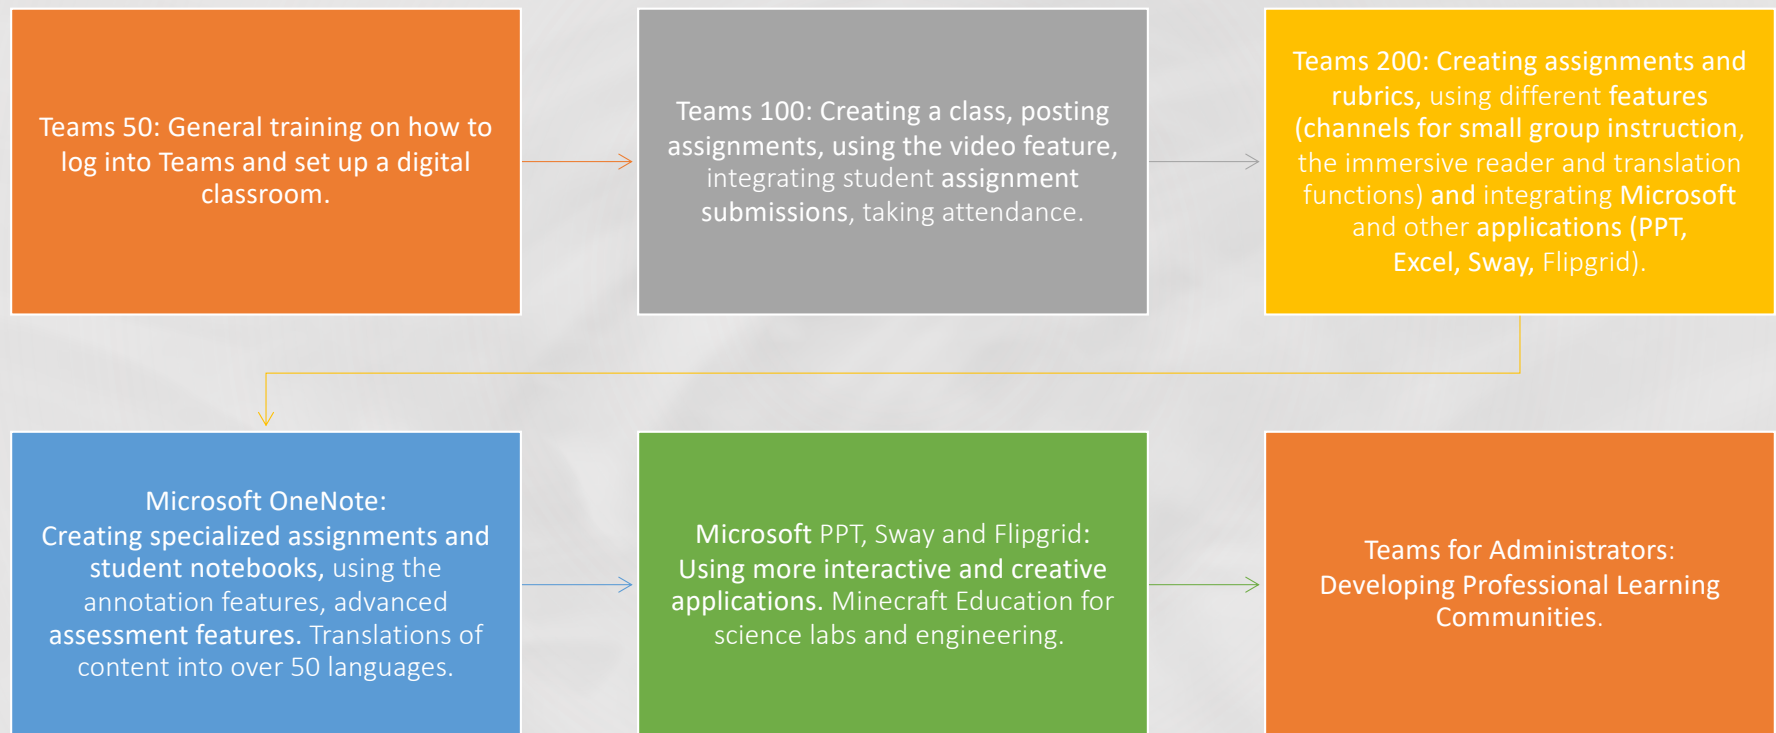 Teams 50: General training on how to
log into Teams and set up a digital
classroom.
Teams 100: Creating a class, posting
assignments, using the video feature,
integrating student assignment
submissions, taking attendance.
Teams 200: Creating assignments and
rubrics, using different features
(channels for small group instruction,
the immersive reader and translation
functions) and integrating Microsoft
and other applications (PPT,
Excel, Sway, Flipgrid).
Microsoft OneNote:
Creating specialized assignments and
student notebooks, using the
annotation features, advanced
assessment features. Translations of
content into over 50 languages.
Microsoft PPT, Sway and Flipgrid:
Using more interactive and creative
applications. Minecraft Education for
science labs and engineering.
Teams for Administrators:
Developing Professional Learning
Communities.